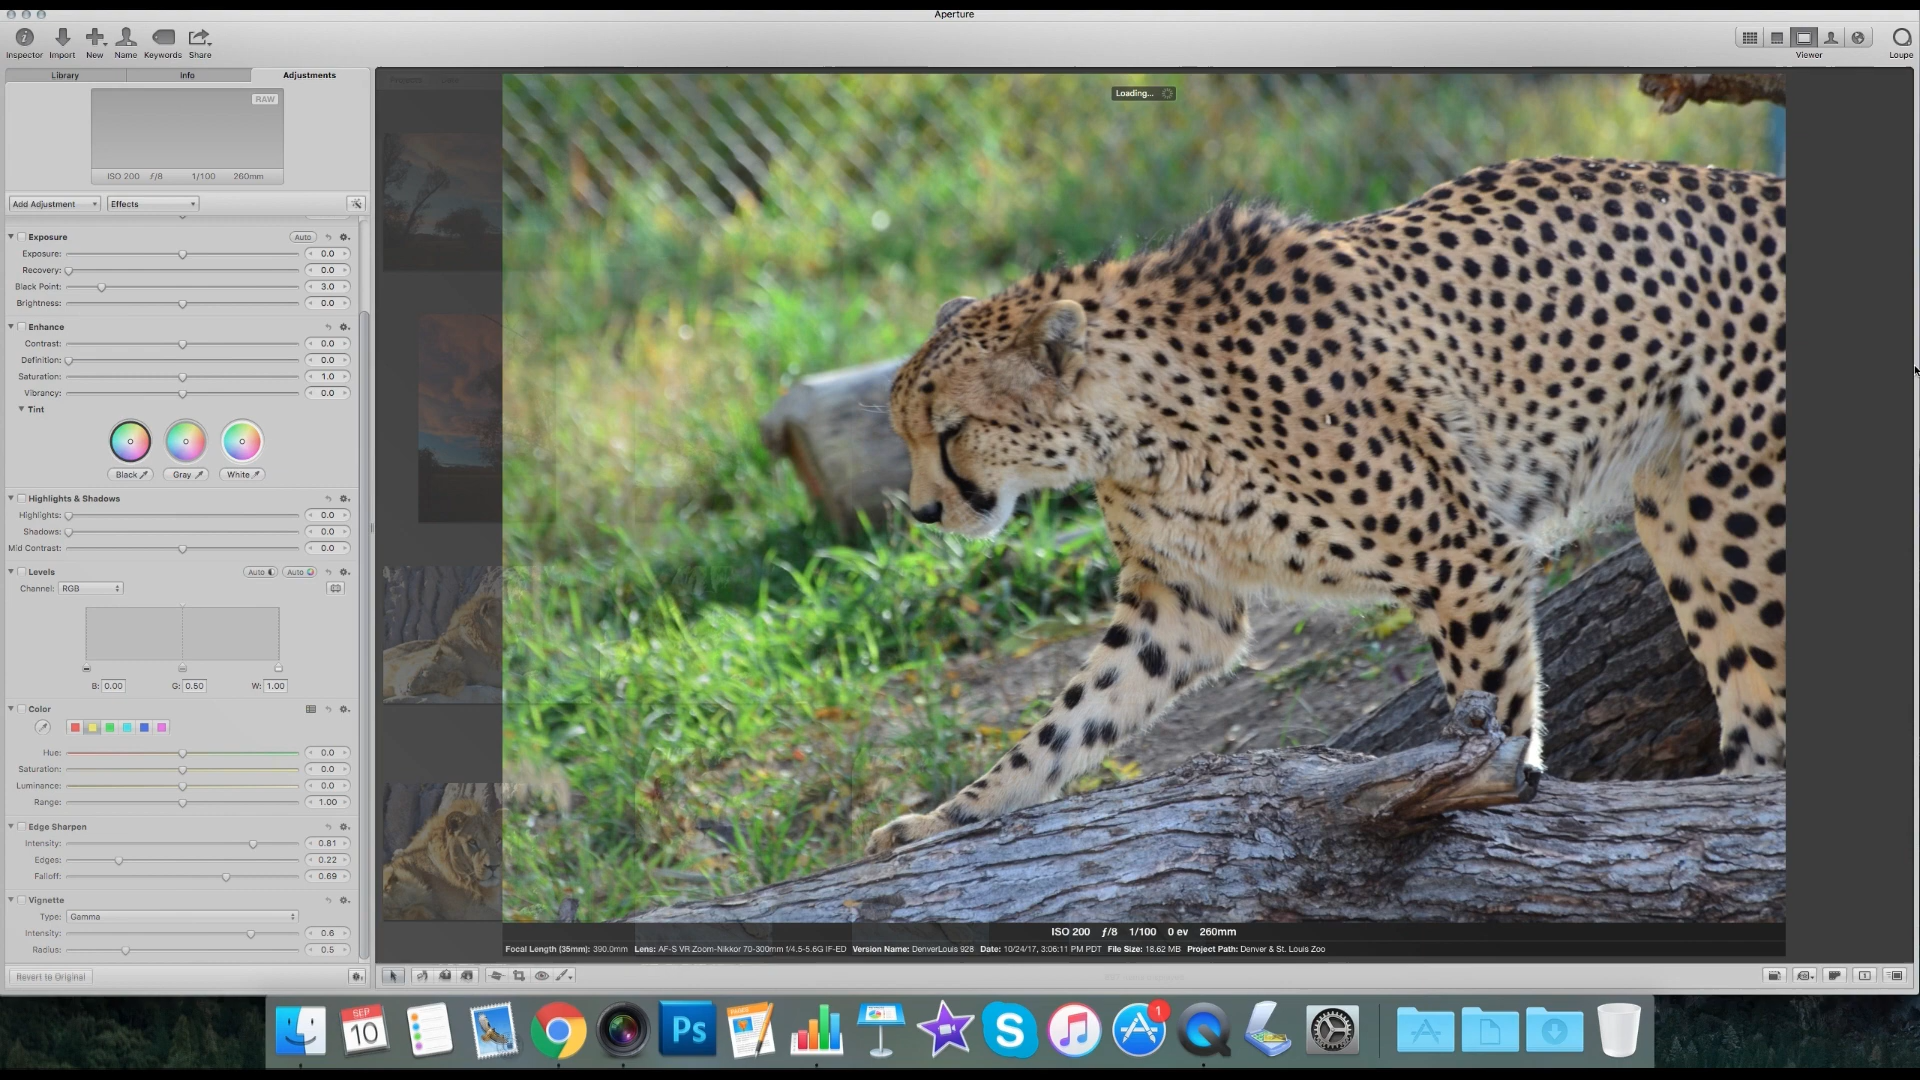 Aperture
Inspector Import New Name Keywords Share
Viewer Loupe
Library Info Adjustments
RAW
ISO 200 ƒ/8 1/100 260mm
Loading...
Add Adjustment Effects
Exposure Auto
Exposure: 0.0
Recovery: 0.0
Black Point: 3.0
Brightness: 0.0
Enhance
Contrast: 0.0
Definition: 0.0
Saturation: 1.0
Vibrancy: 0.0
Tint
Black Gray White
Highlights & Shadows
Highlights: 0.0
Shadows: 0.0
Mid Contrast: 0.0
Levels Auto Auto
Channel: RGB
B: 0.00 G: 0.50 W: 1.00
Color
Hue: 0.0
Saturation: 0.0
Luminance: 0.0
Range: 1.00
Edge Sharpen
Intensity: 0.81
Edges: 0.22
Falloff: 0.69
Vignette
Type: Gamma
Intensity: 0.6
Radius: 0.5
Revert to Original
ISO 200 ƒ/8 1/100 0 ev 260mm
Focal Length (35mm): 390.0mm Lens: AF-S VR Zoom-Nikkor 70-300mm f/4.5-5.6G IF-ED Version Name: DenverLouis 928 Date: 10/24/17, 3:06:11 PM PDT File Size: 18.62 MB Project Path: Denver & St. Louis Zoo
SEP
10
Ps
PAGES
S
1